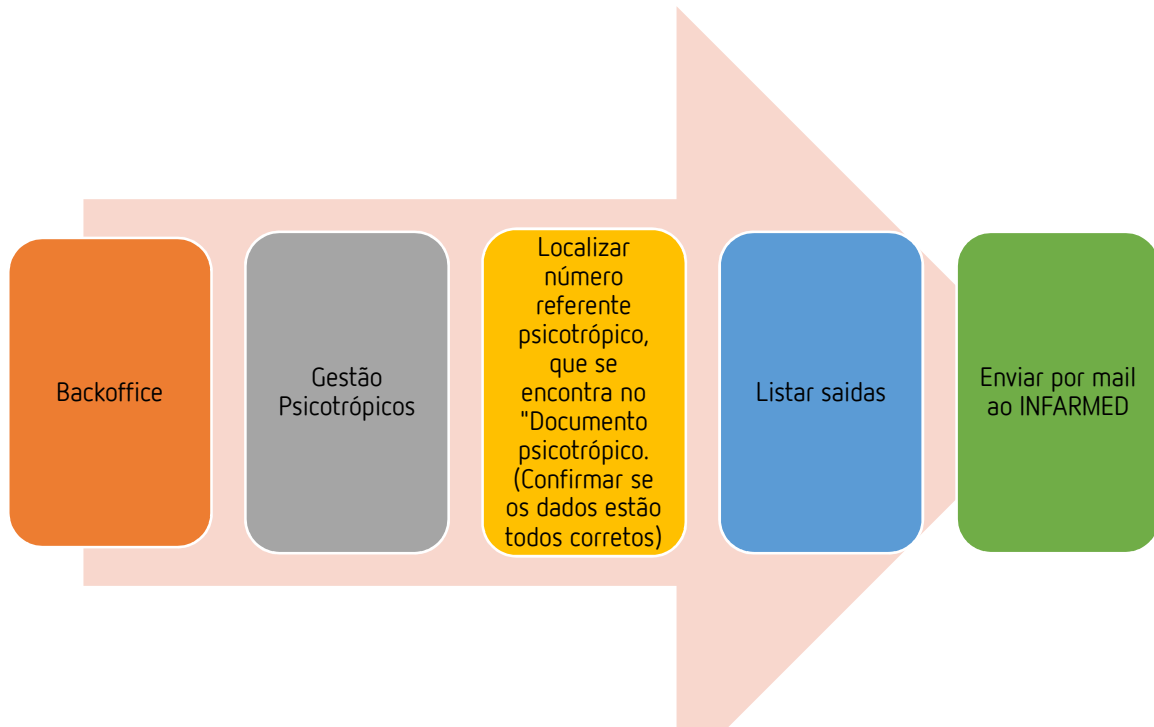 Backoffice
Gestão
Psicotrópicos
Localizar
número
referente
psicotrópico,
que se
encontra no
"Documento
psicotrópico.
(Confirmar se
os dados estão
todos corretos)
Listar saidas
Enviar por mail
ao INFARMED